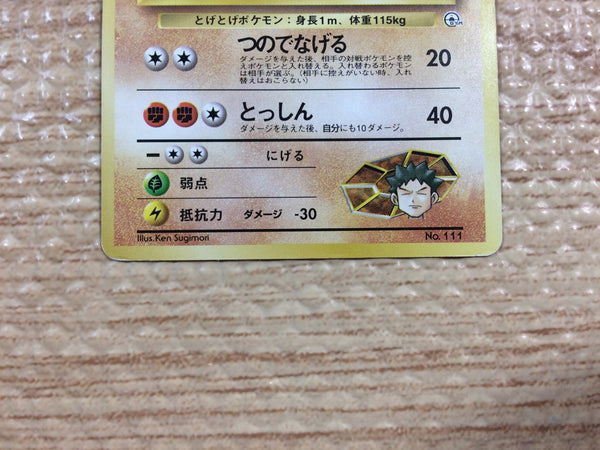 とげとげポケモン：身長1m、体重115kg
つのでなげる 20
ダメージを与えた後、相手の対戦ポケモンを控
えポケモンと入れ替える。入れ替わるポケモン
は相手が選ぶ。（相手に控えがいない時、入れ
替えはおこらない）
とっしん 40
ダメージを与えた後、自分にも10ダメージ。
にげる
弱点
抵抗力 ダメージ -30
Illus.Ken Sugimori
No. 111